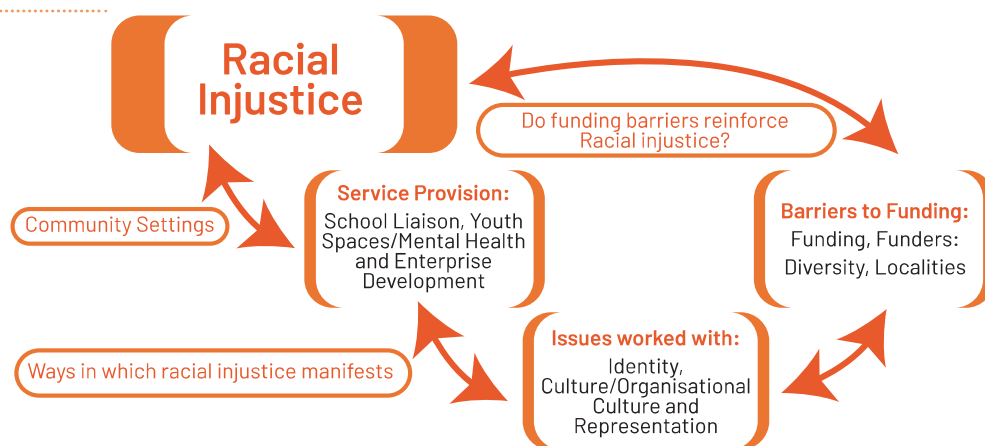 Racial
Injustice
Do funding barriers reinforce
Racial injustice?
Community Settings
Service Provision:
School Liaison, Youth
Spaces/Mental Health
and Enterprise
Development
Barriers to Funding:
Funding, Funders:
Diversity, Localities
Ways in which racial injustice manifests
Issues worked with:
Identity,
Culture/Organisational
Culture and
Representation